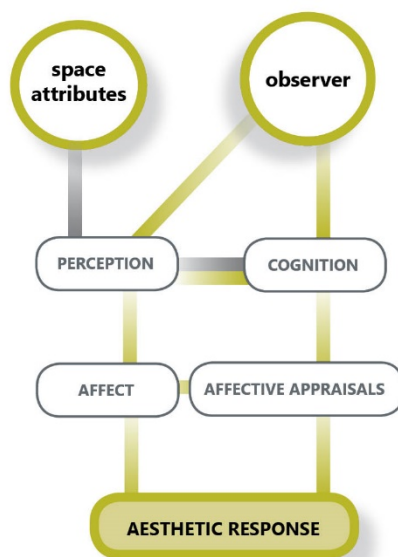 space
attributes
observer
PERCEPTION
COGNITION
AFFECT
AFFECTIVE APPRAISALS
AESTHETIC RESPONSE